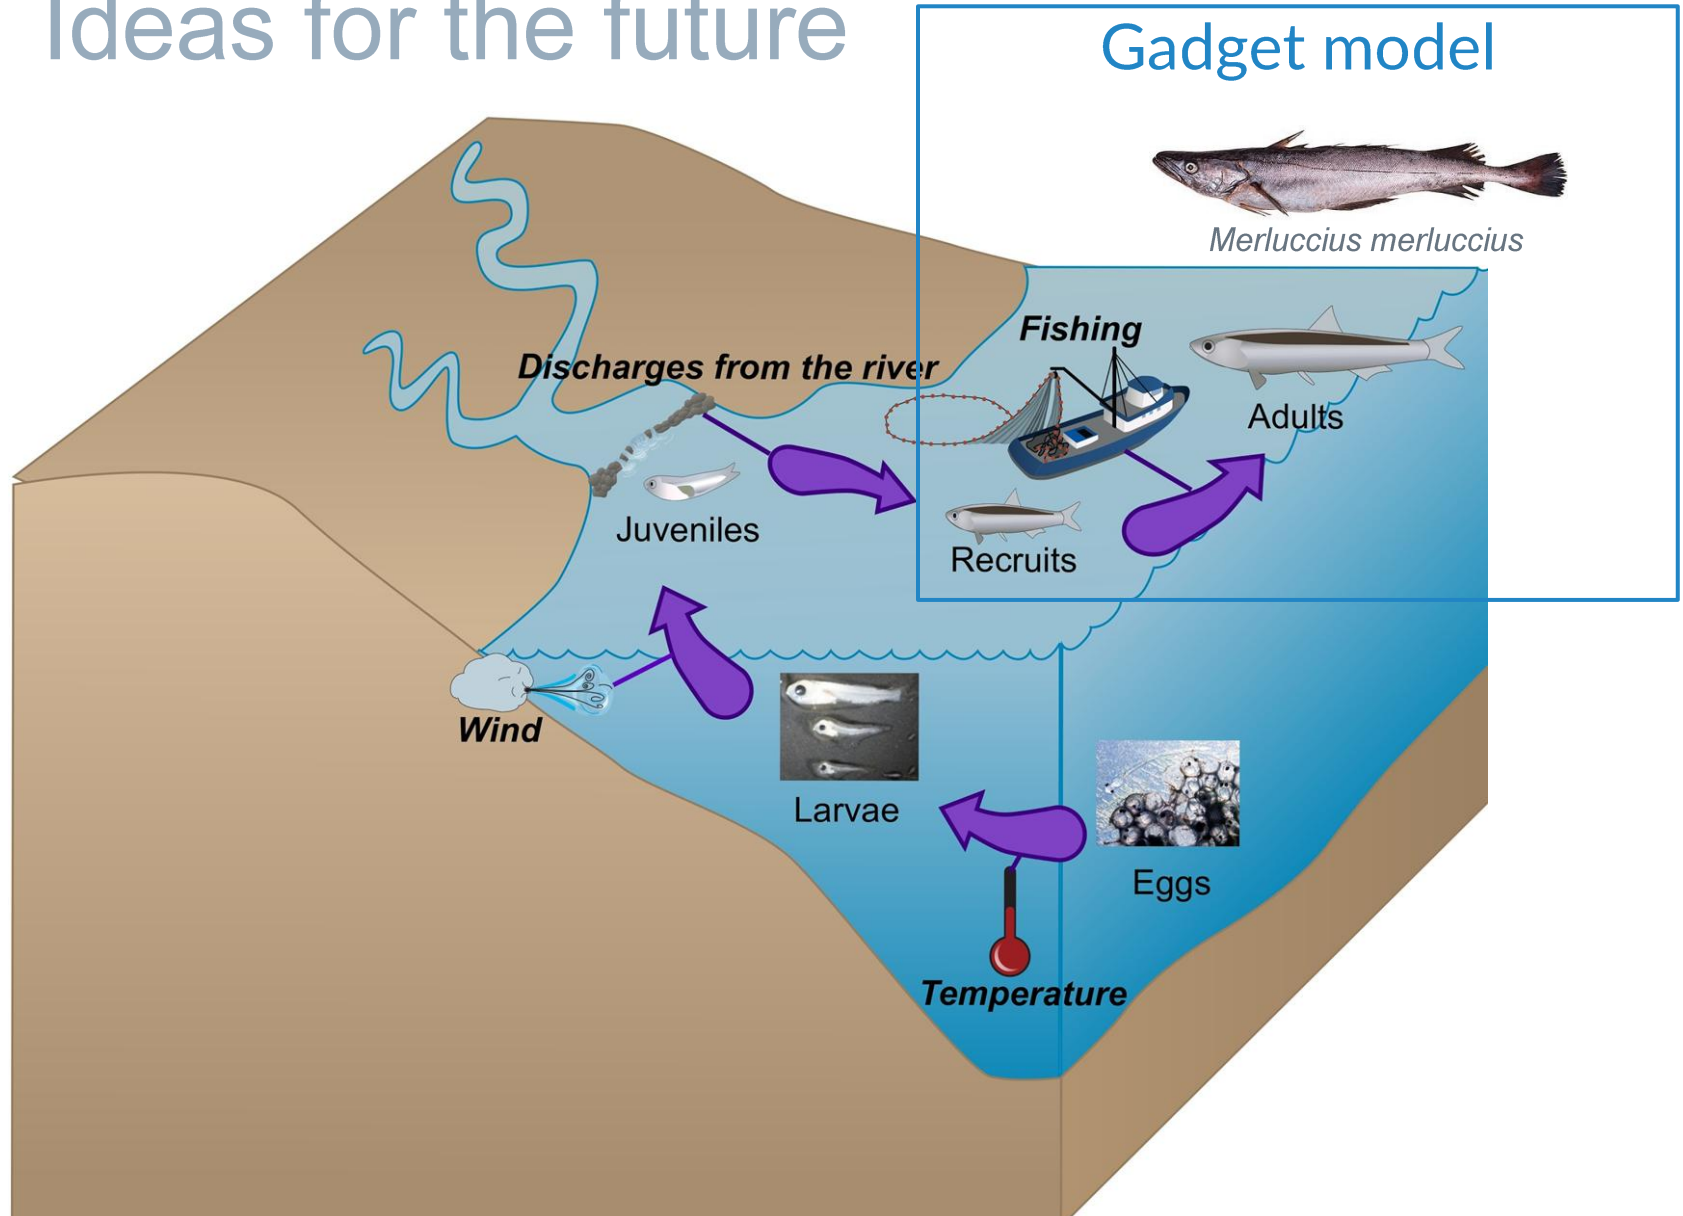 Ideas for the future
Gadget model
Merluccius merluccius
Fishing
Discharges from the river
Adults
Juveniles
Recruits
Wind
Larvae
Eggs
Temperature